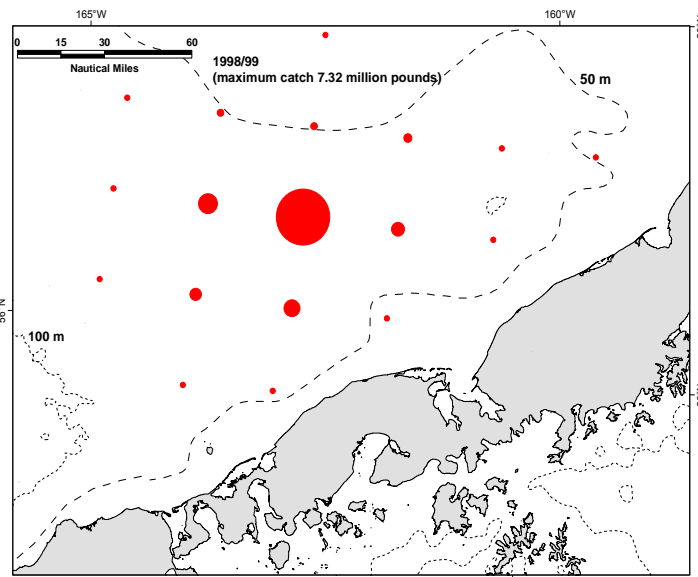 165°W
160°W
0 15 30 60
Nautical Miles
1998/99
(maximum catch 7.32 million pounds)
50 m
100 m